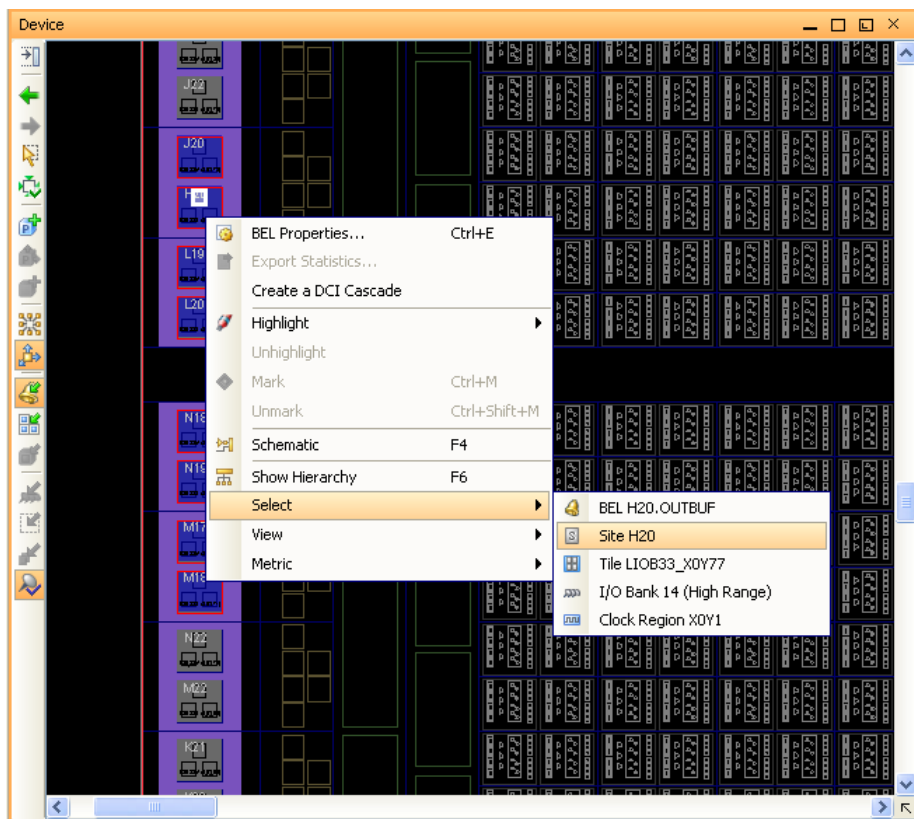 Device
J22
J20
L19
L20
BEL Properties... Ctrl+E
Export Statistics...
Create a DCI Cascade
Highlight
Unhighlight
Mark Ctrl+M
Unmark Ctrl+Shift+M
Schematic F4
Show Hierarchy F6
Select
View
Metric
BEL H20.OUTBUF
Site H20
Tile LIOB33_X0Y77
I/O Bank 14 (High Range)
Clock Region X0Y1
N18
N19
M17
M18
N22
M22
K21